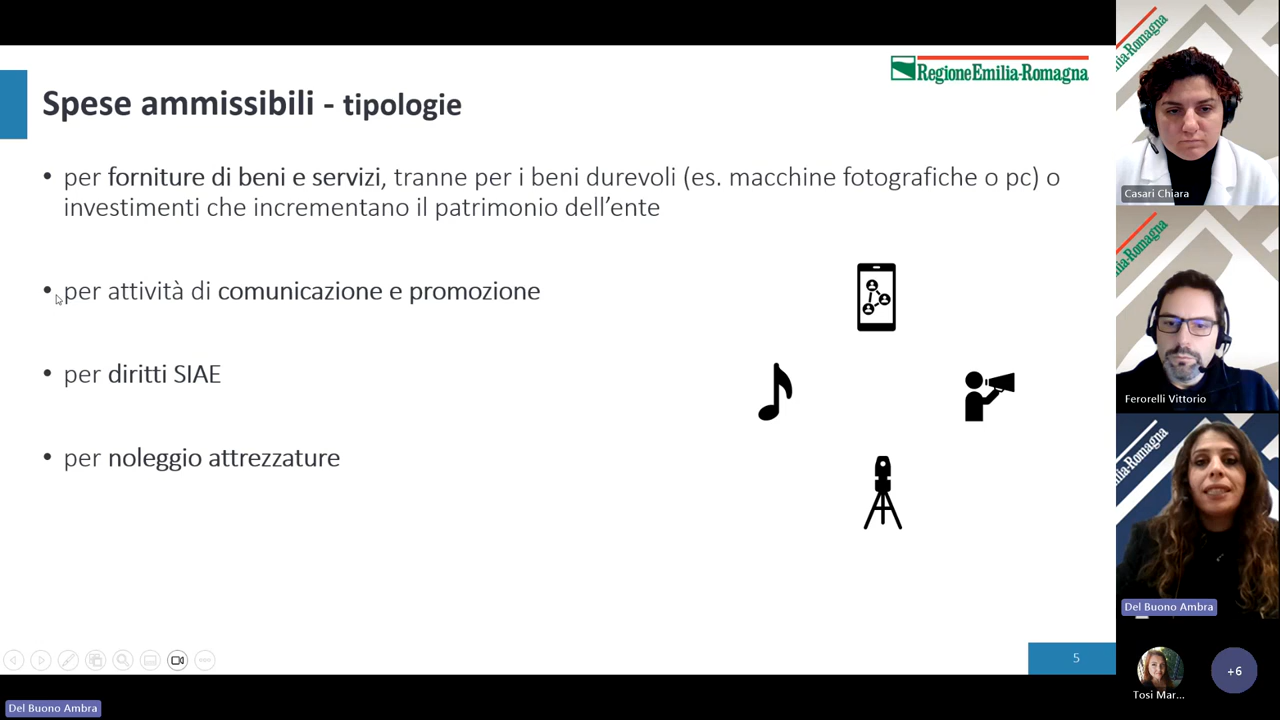 RegioneEmilia-Romagna
Spese ammissibili - tipologie
• per forniture di beni e servizi, tranne per i beni durevoli (es. macchine fotografiche o pc) o
investimenti che incrementano il patrimonio dell’ente
• per attività di comunicazione e promozione
• per diritti SIAE
• per noleggio attrezzature
5
Del Buono Ambra
Casari Chiara
Ferorelli Vittorio
Del Buono Ambra
Tosi Mar...
+6